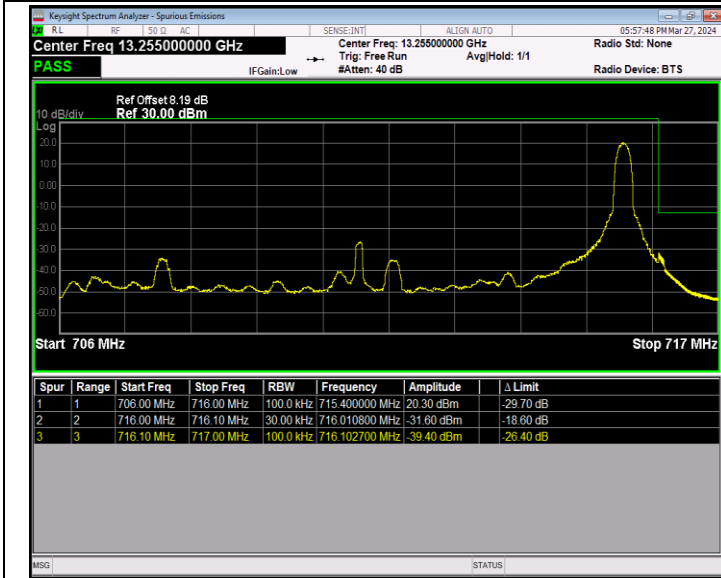 Keysight Spectrum Analyzer - Spurious Emissions
RL RF 50 Ω AC SENSE:INT ALIGN AUTO 05:57:48 PM Mar 27, 2024
Center Freq 13.255000000 GHz Center Freq: 13.255000000 GHz Radio Std: None
Trig: Free Run Avg|Hold: 1/1
PASS IFGain:Low #Atten: 40 dB Radio Device: BTS
Ref Offset 8.19 dB
10 dB/div Ref 30.00 dBm
Log
20.0
10.0
0.00
-10.0
-20.0
-30.0
-40.0
-50.0
-60.0
Start 706 MHz Stop 717 MHz
Spur Range Start Freq Stop Freq RBW Frequency Amplitude Δ Limit
1 1 706.00 MHz 716.00 MHz 100.0 kHz 715.400000 MHz 20.30 dBm -29.70 dB
2 2 716.00 MHz 716.10 MHz 30.00 kHz 716.010800 MHz -31.60 dBm -18.60 dB
3 3 716.10 MHz 717.00 MHz 100.0 kHz 716.102700 MHz -39.40 dBm -26.40 dB
MSG STATUS